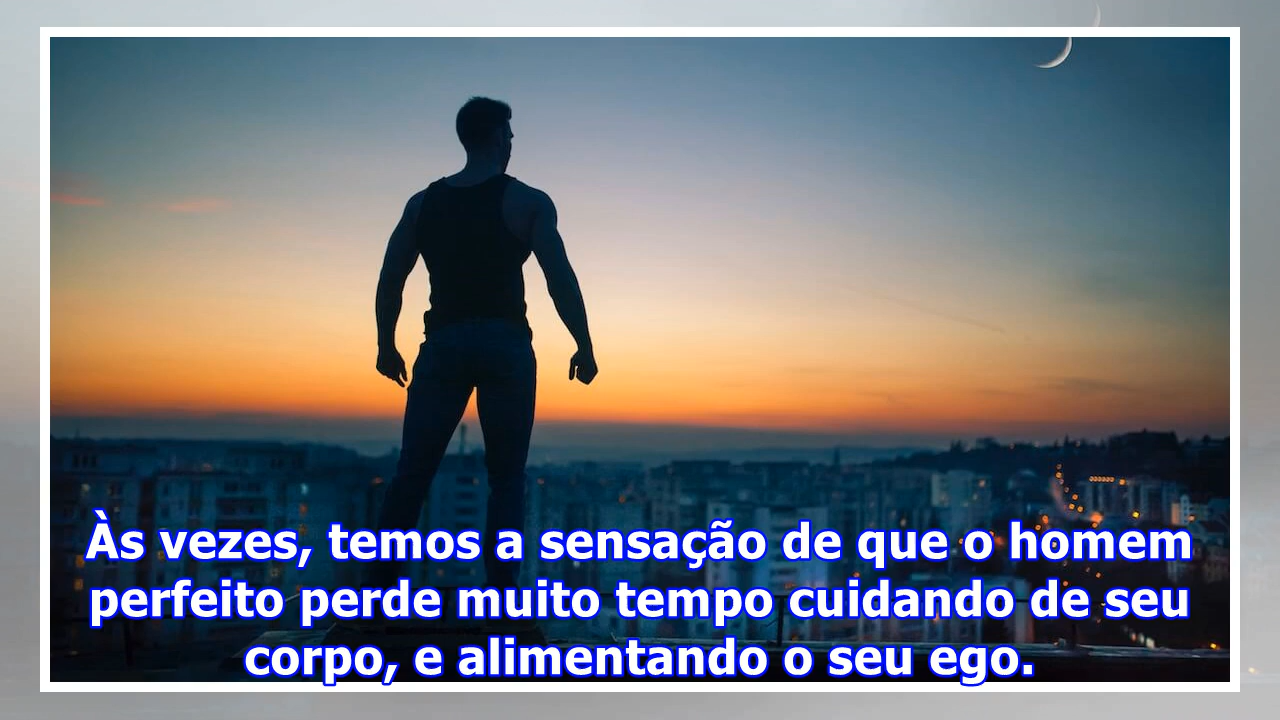 Às vezes, temos a sensação de que o homem
perfeito perde muito tempo cuidando de seu
corpo, e alimentando o seu ego.